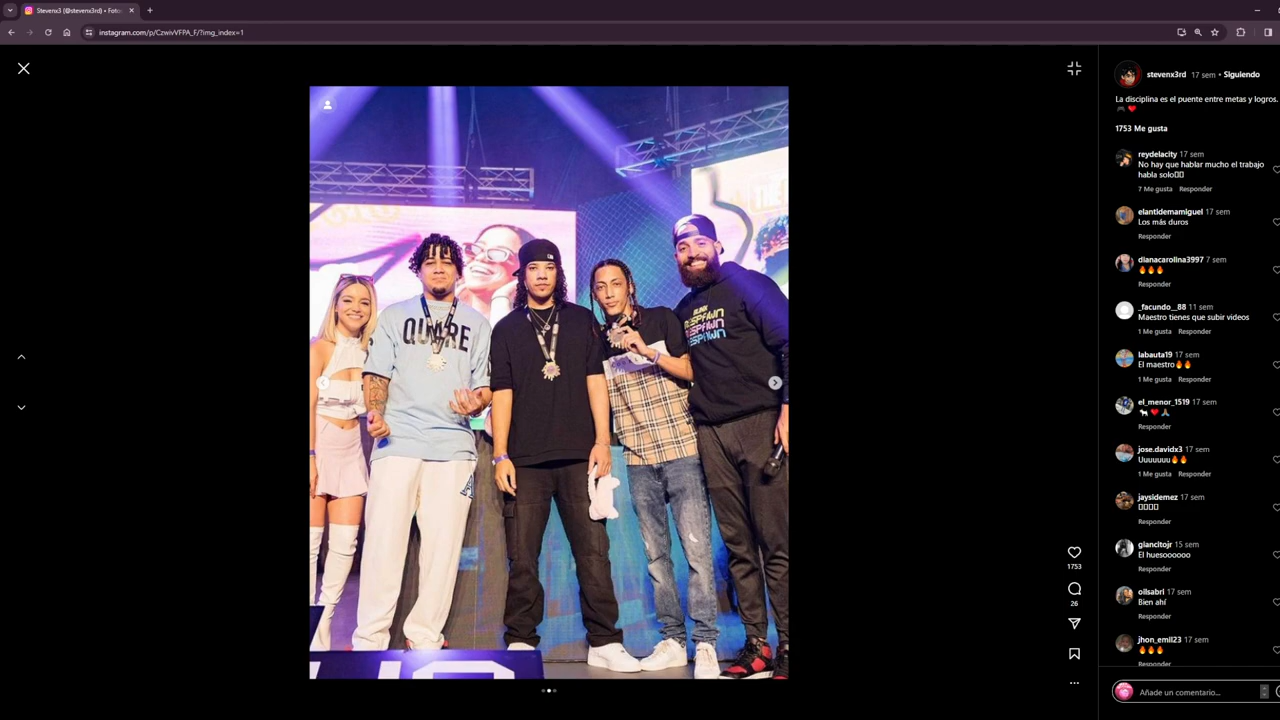 Stevenx3 (@stevenx3rd) • Foto
instagram.com/p/CzwivVFPA_F/?img_index=1
stevenx3rd 17 sem • Siguiendo
La disciplina es el puente entre metas y logros.
1753 Me gusta
reydelacity 17 sem
No hay que hablar mucho el trabajo
habla solo
7 Me gusta Responder
elantidemamiguel 17 sem
Los más duros
Responder
dianacarolina3997 7 sem
🔥🔥🔥
Responder
_facundo__88 11 sem
Maestro tienes que subir videos
1 Me gusta Responder
labauta19 17 sem
El maestro🔥🔥
1 Me gusta Responder
el_menor_1519 17 sem
Responder
jose.davidx3 17 sem
Uuuuuuu🔥🔥
1 Me gusta Responder
jaysidemez 17 sem
Responder
giancitojr 15 sem
El huesoooooo
Responder
oilsabri 17 sem
Bien ahí
Responder
jhon_emil23 17 sem
🔥🔥🔥
Responder
Añade un comentario...
1753
26